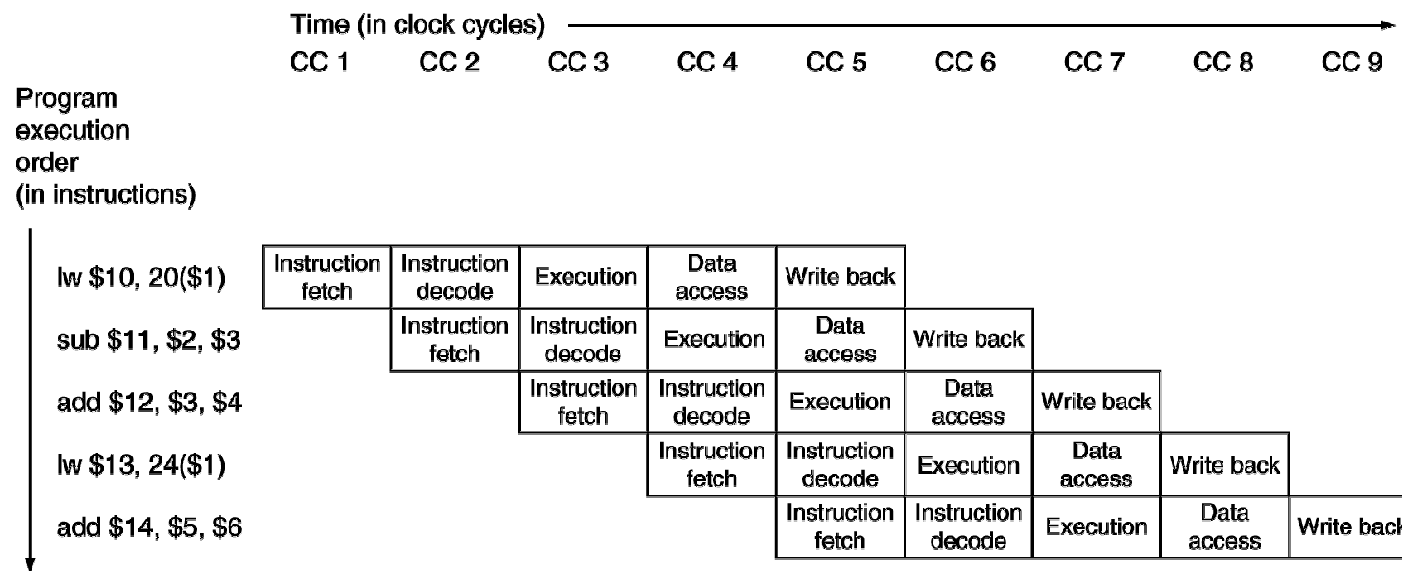 Time (in clock cycles)
CC 1 CC 2 CC 3 CC 4 CC 5 CC 6 CC 7 CC 8 CC 9
Program
execution
order
(in instructions)
lw $10, 20($1)
Instruction
fetch
Instruction
decode
Execution
Data
access
Write back
sub $11, $2, $3
Instruction
fetch
Instruction
decode
Execution
Data
access
Write back
add $12, $3, $4
Instruction
fetch
Instruction
decode
Execution
Data
access
Write back
lw $13, 24($1)
Instruction
fetch
Instruction
decode
Execution
Data
access
Write back
add $14, $5, $6
Instruction
fetch
Instruction
decode
Execution
Data
access
Write back